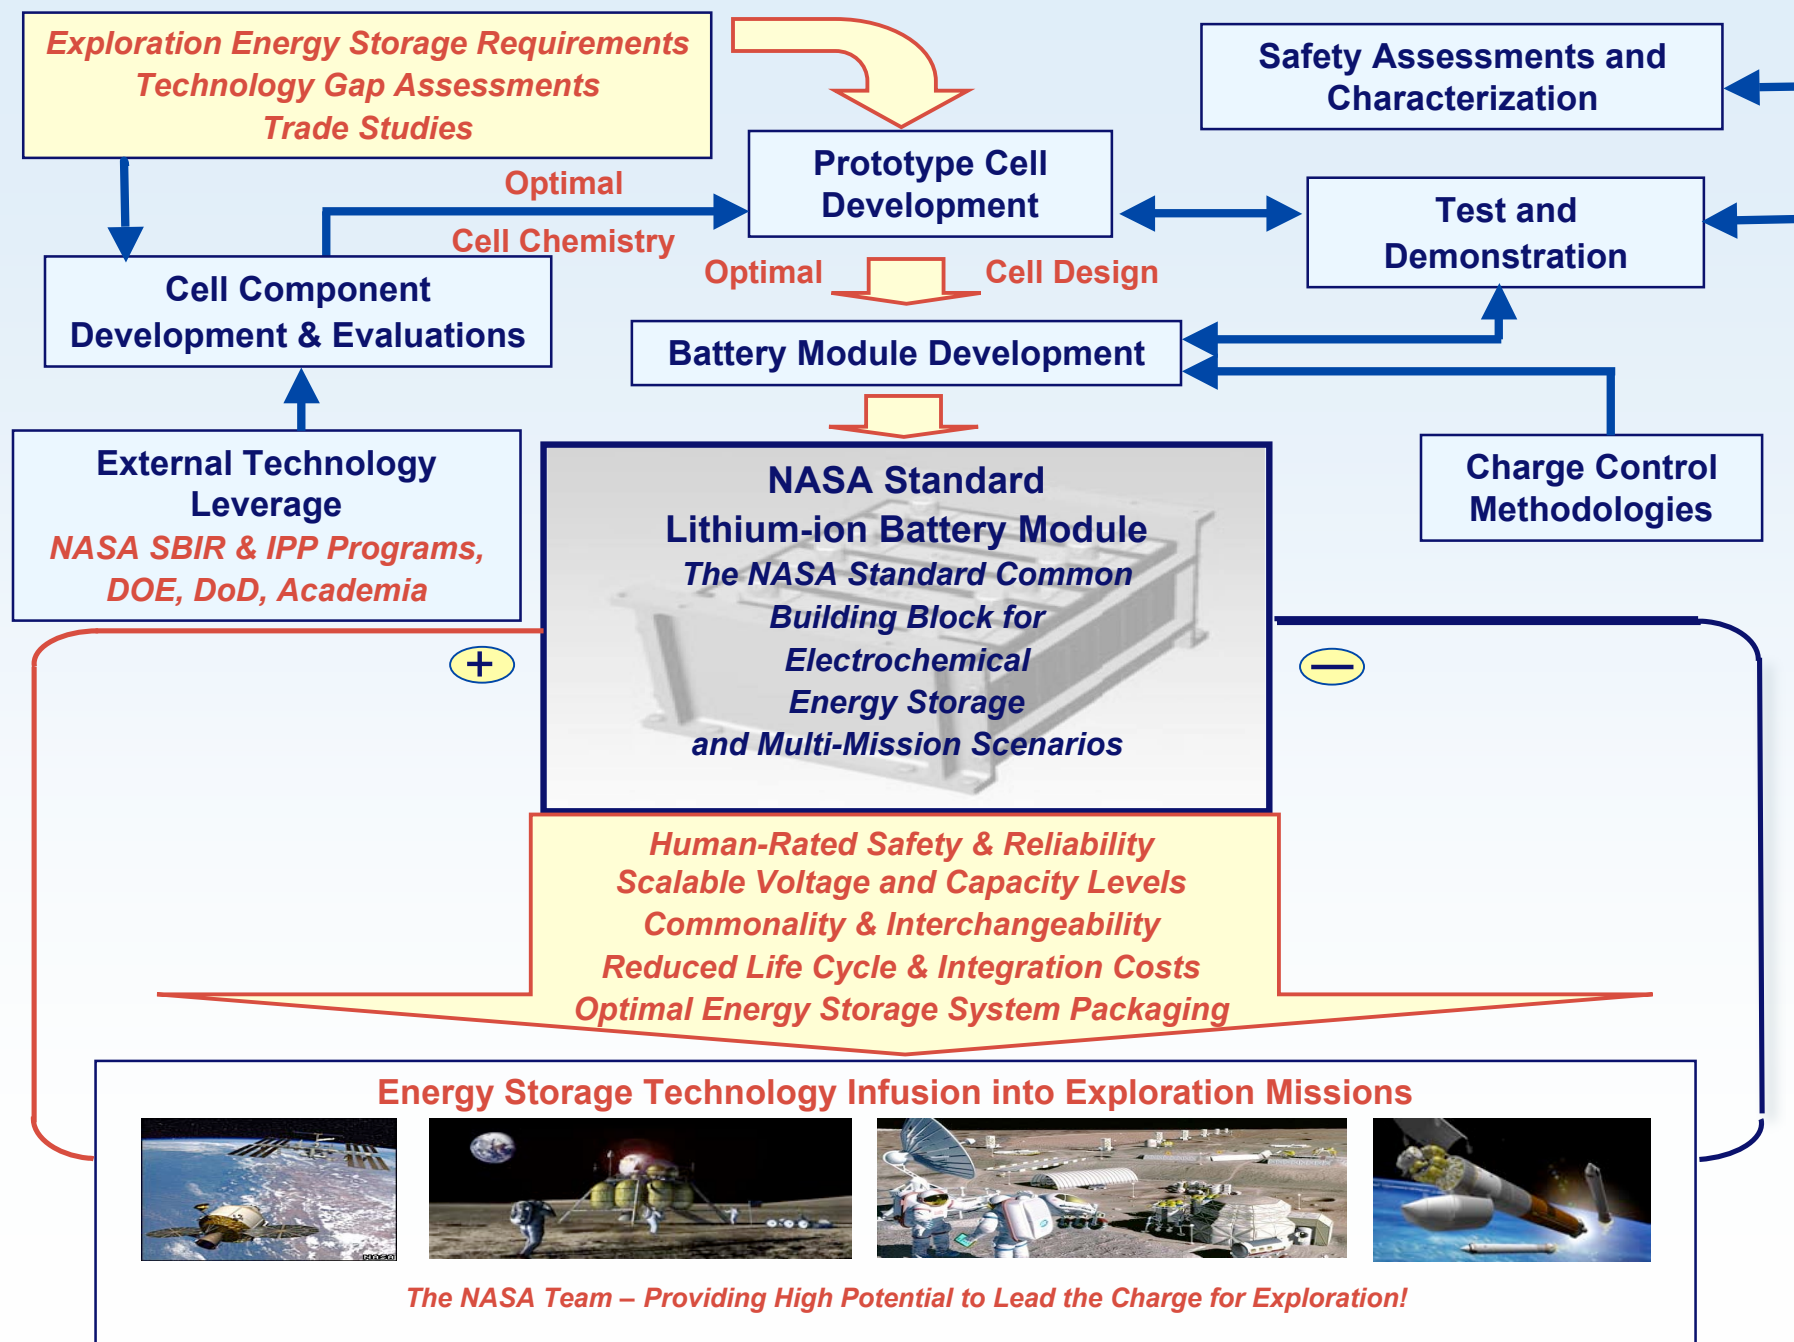 Exploration Energy Storage Requirements
Technology Gap Assessments
Trade Studies
Safety Assessments and
Characterization
Prototype Cell
Development
Optimal
Cell Chemistry
Test and
Demonstration
Cell Component
Development & Evaluations
Optimal
Cell Design
Battery Module Development
External Technology
Leverage
NASA SBIR & IPP Programs,
DOE, DoD, Academia
Charge Control
Methodologies
NASA Standard
Lithium-ion Battery Module
The NASA Standard Common
Building Block for
Electrochemical
Energy Storage
and Multi-Mission Scenarios
+
—
Human-Rated Safety & Reliability
Scalable Voltage and Capacity Levels
Commonality & Interchangeability
Reduced Life Cycle & Integration Costs
Optimal Energy Storage System Packaging
Energy Storage Technology Infusion into Exploration Missions
NASA
The NASA Team – Providing High Potential to Lead the Charge for Exploration!